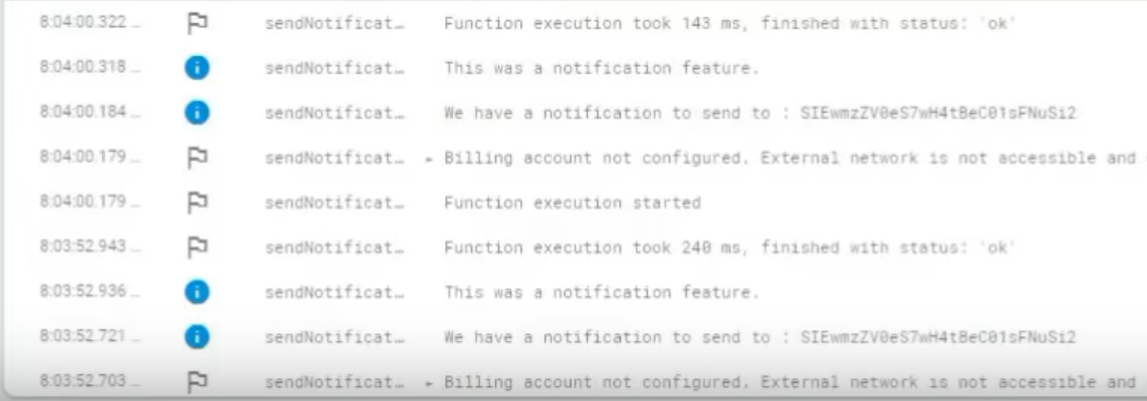 8:04:00.322 … sendNotificat… Function execution took 143 ms, finished with status: 'ok'
8:04:00.318 … sendNotificat… This was a notification feature.
8:04:00.184 … sendNotificat… We have a notification to send to : SIEwmzZV0eS7wH4tBeC01sFNuSi2
8:04:00.179 … sendNotificat… Billing account not configured. External network is not accessible and
8:04:00.179 … sendNotificat… Function execution started
8:03:52.943 … sendNotificat… Function execution took 240 ms, finished with status: 'ok'
8:03:52.936 … sendNotificat… This was a notification feature.
8:03:52.721 … sendNotificat… We have a notification to send to : SIEwmzZV0eS7wH4tBeC01sFNuSi2
8:03:52.703 … sendNotificat… Billing account not configured. External network is not accessible and